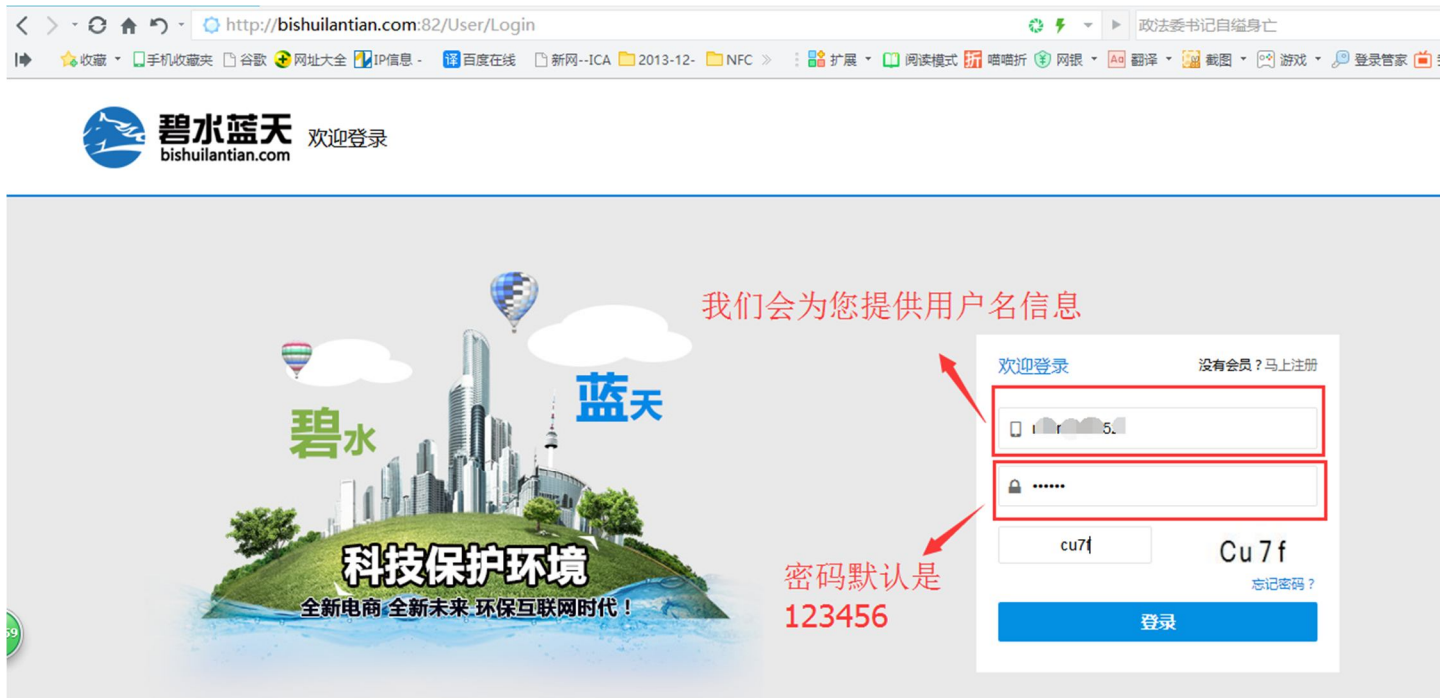 http://bishuilantian.com:82/User/Login
政法委书记自缢身亡
收藏 手机收藏夹 谷歌 网址大全 IP信息 - 译 百度在线 新网--ICA 2013-12- NFC 扩展 阅读模式 折 喵喵折 网银 翻译 截图 游戏 登录管家
碧水蓝天
bishuilantian.com
欢迎登录
我们会为您提供用户名信息
欢迎登录
没有会员？马上注册
碧水
蓝天
cu7f
Cu7f
忘记密码？
登录
密码默认是
123456
科技保护环境
全新电商 全新未来 环保互联网时代！